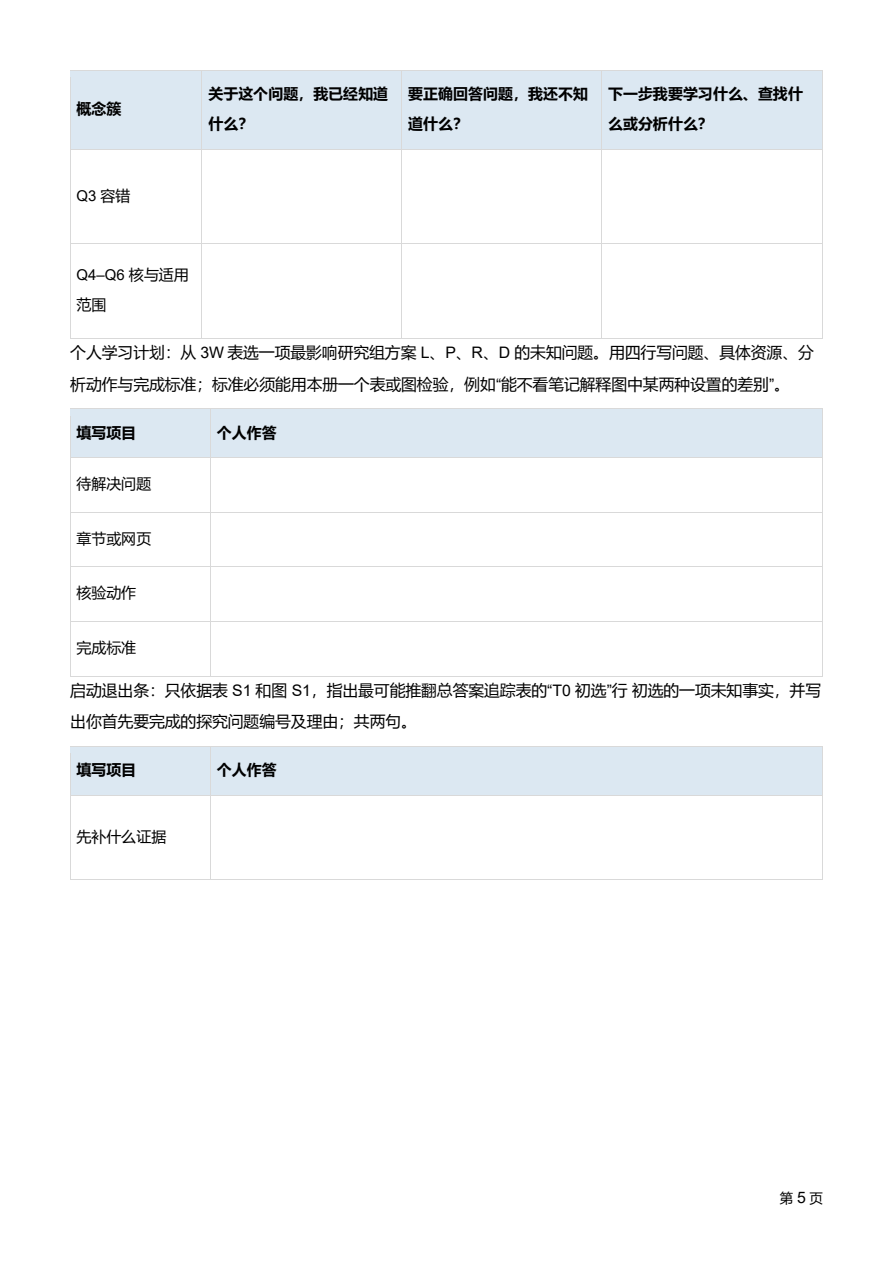 概念簇
关于这个问题，我已经知道
什么？
要正确回答问题，我还不知
道什么？
下一步我要学习什么、查找什
么或分析什么？
Q3 容错
Q4–Q6 核与适用
范围
个人学习计划：从 3W 表选一项最影响研究组方案 L、P、R、D 的未知问题。用四行写问题、具体资源、分
析动作与完成标准；标准必须能用本册一个表或图检验，例如“能不看笔记解释图中某两种设置的差别”。
填写项目
个人作答
待解决问题
章节或网页
核验动作
完成标准
启动退出条：只依据表 S1 和图 S1，指出最可能推翻总答案追踪表的“T0 初选”行 初选的一项未知事实，并写
出你首先要完成的探究问题编号及理由；共两句。
填写项目
个人作答
先补什么证据
第 5 页